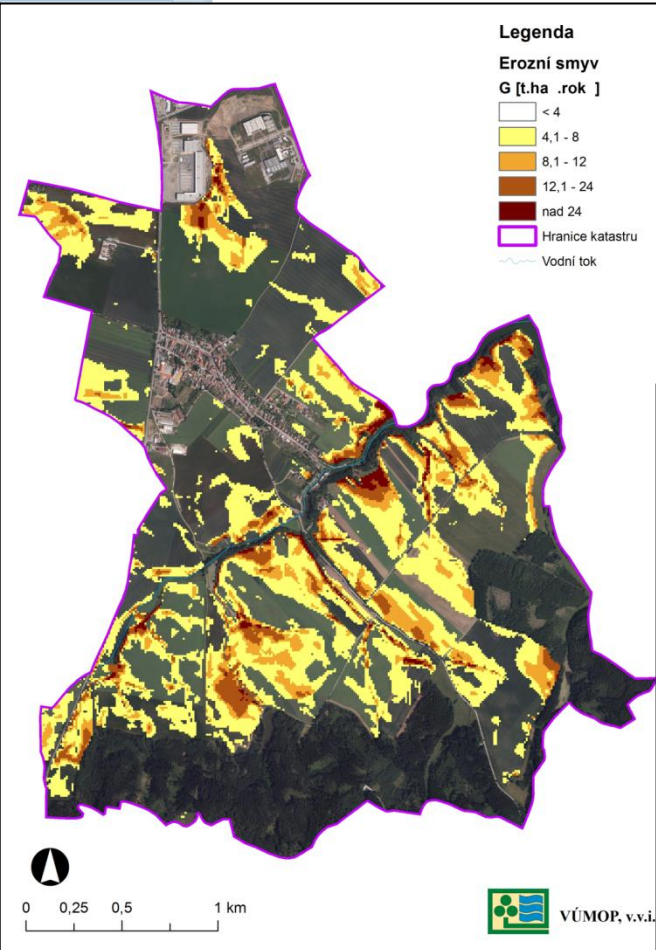 Legenda
Erozní smyv
G [t.ha .rok ]
< 4
4,1 - 8
8,1 - 12
12,1 - 24
nad 24
Hranice katastru
Vodní tok
0 0,25 0,5 1 km
VÚMOP, v.v.i.